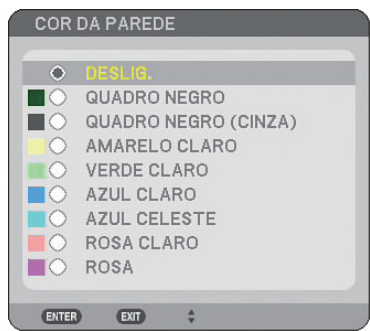 COR DA PAREDE
DESLIG.
QUADRO NEGRO
QUADRO NEGRO (CINZA)
AMARELO CLARO
VERDE CLARO
AZUL CLARO
AZUL CELESTE
ROSA CLARO
ROSA
ENTER EXIT